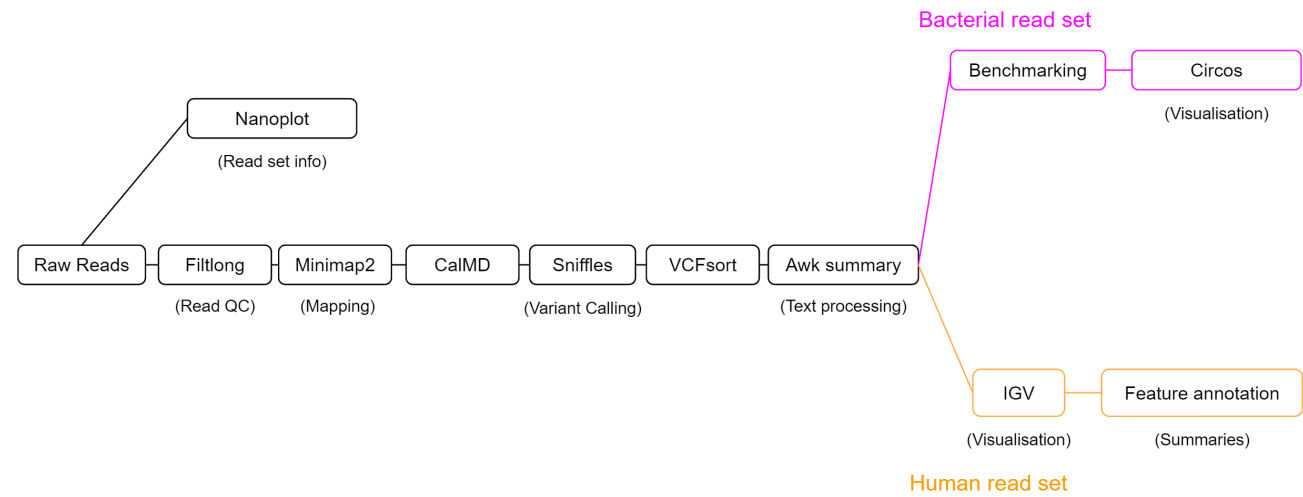 Bacterial read set
Benchmarking
Circos
(Visualisation)
Nanoplot
(Read set info)
Raw Reads
Filtlong
Minimap2
CalMD
Sniffles
VCFsort
Awk summary
(Read QC)
(Mapping)
(Variant Calling)
(Text processing)
IGV
Feature annotation
(Visualisation)
(Summaries)
Human read set